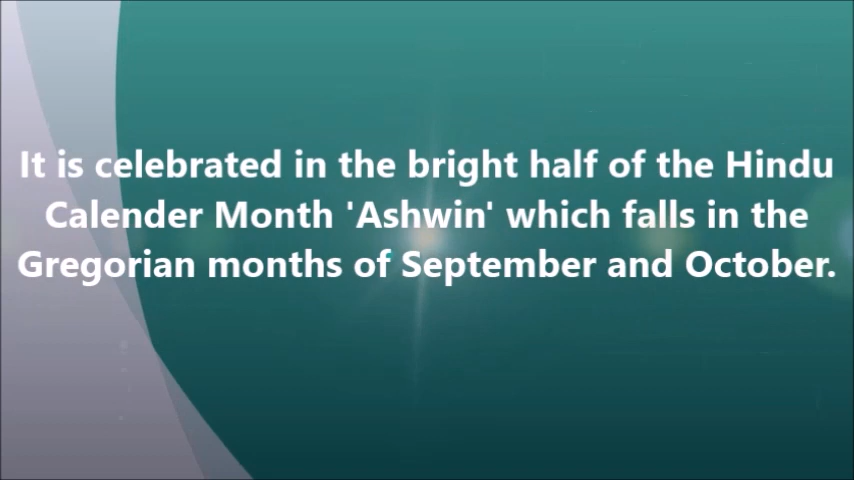 It is celebrated in the bright half of the Hindu
Calender Month 'Ashwin' which falls in the
Gregorian months of September and October.